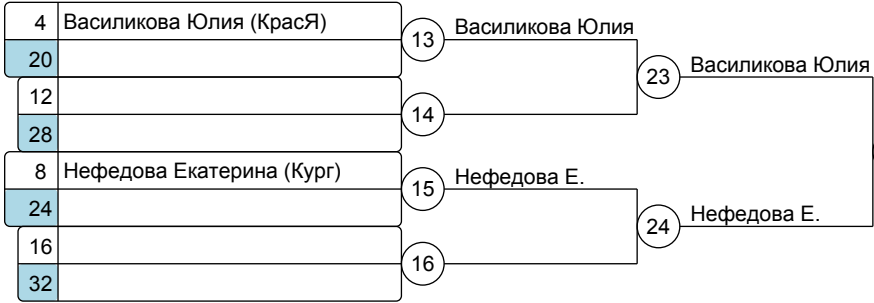 4 Василикова Юлия (КрасЯ)
20
13 Василикова Юлия
12
28
14
23 Василикова Юлия
8 Нефедова Екатерина (Кург)
24
15 Нефедова Е.
16
32
16
24 Нефедова Е.